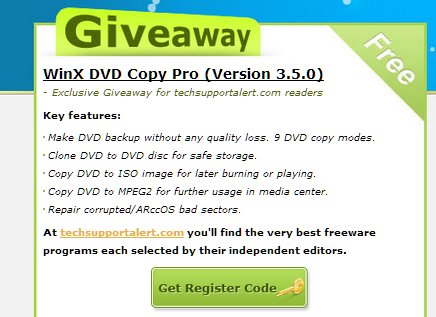 Giveaway
Free
WinX DVD Copy Pro (Version 3.5.0)
- Exclusive Giveaway for techsupportalert.com readers
Key features:
· Make DVD backup without any quality loss. 9 DVD copy modes.
· Clone DVD to DVD disc for safe storage.
· Copy DVD to ISO image for later burning or playing.
· Copy DVD to MPEG2 for further usage in media center.
· Repair corrupted/ARccOS bad sectors.
At techsupportalert.com you'll find the very best freeware
programs each selected by their independent editors.
Get Register Code